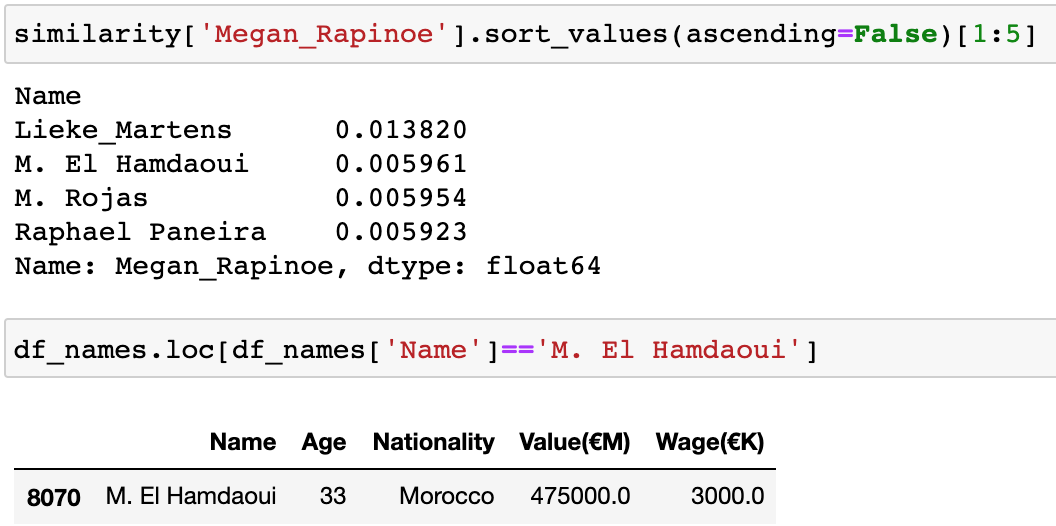 similarity['Megan_Rapinoe'].sort_values(ascending=False)[1:5]
Name
Lieke_Martens 0.013820
M. El Hamdaoui 0.005961
M. Rojas 0.005954
Raphael Paneira 0.005923
Name: Megan_Rapinoe, dtype: float64
df_names.loc[df_names['Name']=='M. El Hamdaoui']
Name Age Nationality Value(€M) Wage(€K)
8070 M. El Hamdaoui 33 Morocco 475000.0 3000.0